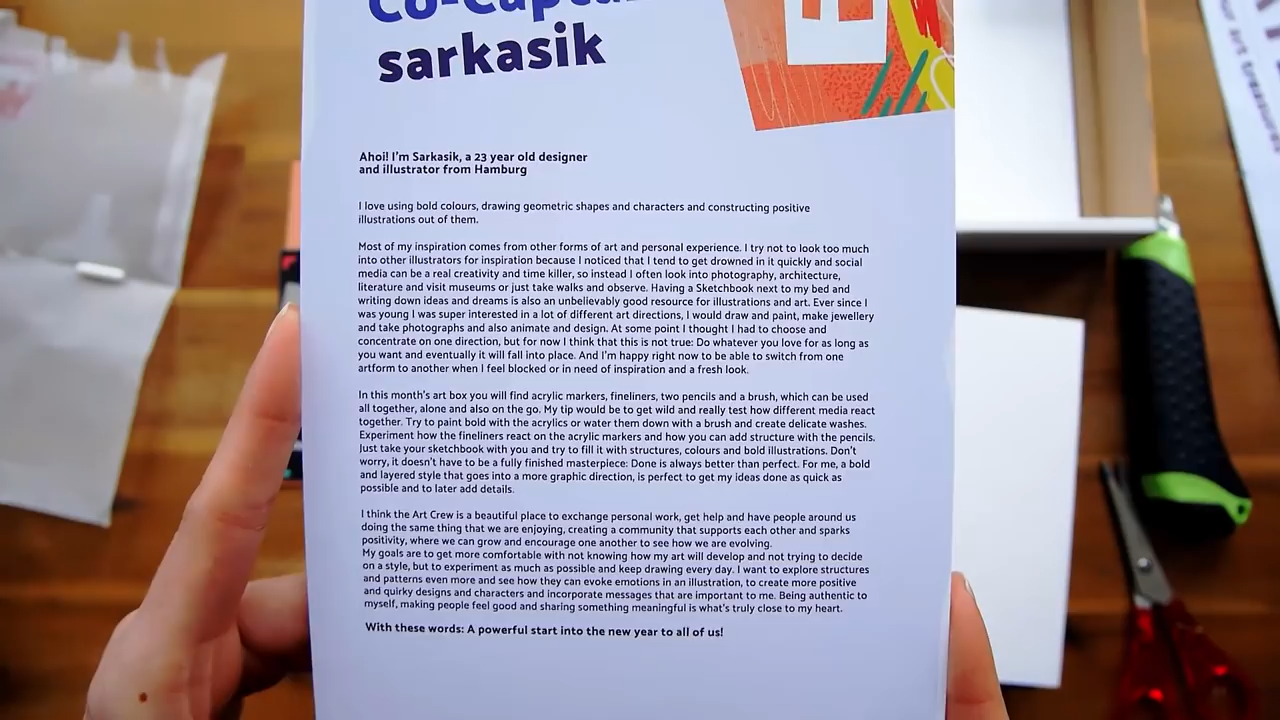 sarkasik
Ahoi! I'm Sarkasik, a 23 year old designer
and illustrator from Hamburg
I love using bold colours, drawing geometric shapes and characters and constructing positive
illustrations out of them.
Most of my inspiration comes from other forms of art and personal experience. I try not to look too much
into other illustrators for inspiration because I noticed that I tend to get drowned in it quickly and social
media can be a real creativity and time killer, so instead I often look into photography, architecture,
literature and visit museums or just take walks and observe. Having a Sketchbook next to my bed and
writing down ideas and dreams is also an unbelievably good resource for illustrations and art. Ever since I
was young I was super interested in a lot of different art directions, I would draw and paint, make jewellery
and take photographs and also animate and design. At some point I thought I had to choose and
concentrate on one direction, but for now I think that this is not true: Do whatever you love for as long as
you want and eventually it will fall into place. And I'm happy right now to be able to switch from one
artform to another when I feel blocked or in need of inspiration and a fresh look.
In this month's art box you will find acrylic markers, fineliners, two pencils and a brush, which can be used
all together, alone and also on the go. My tip would be to get wild and really test how different media react
together. Try to paint bold with the acrylics or water them down with a brush and create delicate washes.
Experiment how the fineliners react on the acrylic markers and how you can add structure with the pencils.
Just take your sketchbook with you and try to fill it with structures, colours and bold illustrations. Don't
worry, it doesn't have to be a fully finished masterpiece: Done is always better than perfect. For me, a bold
and layered style that goes into a more graphic direction, is perfect to get my ideas done as quick as
possible and to later add details.
I think the Art Crew is a beautiful place to exchange personal work, get help and have people around us
doing the same thing that we are enjoying, creating a community that supports each other and sparks
positivity, where we can grow and encourage one another to see how we are evolving.
My goals are to get more comfortable with not knowing how my art will develop and not trying to decide
on a style, but to experiment as much as possible and keep drawing every day. I want to explore structures
and patterns even more and see how they can evoke emotions in an illustration, to create more positive
and quirky designs and characters and incorporate messages that are important to me. Being authentic to
myself, making people feel good and sharing something meaningful is what's truly close to my heart.
With these words: A powerful start into the new year to all of us!
art treasures